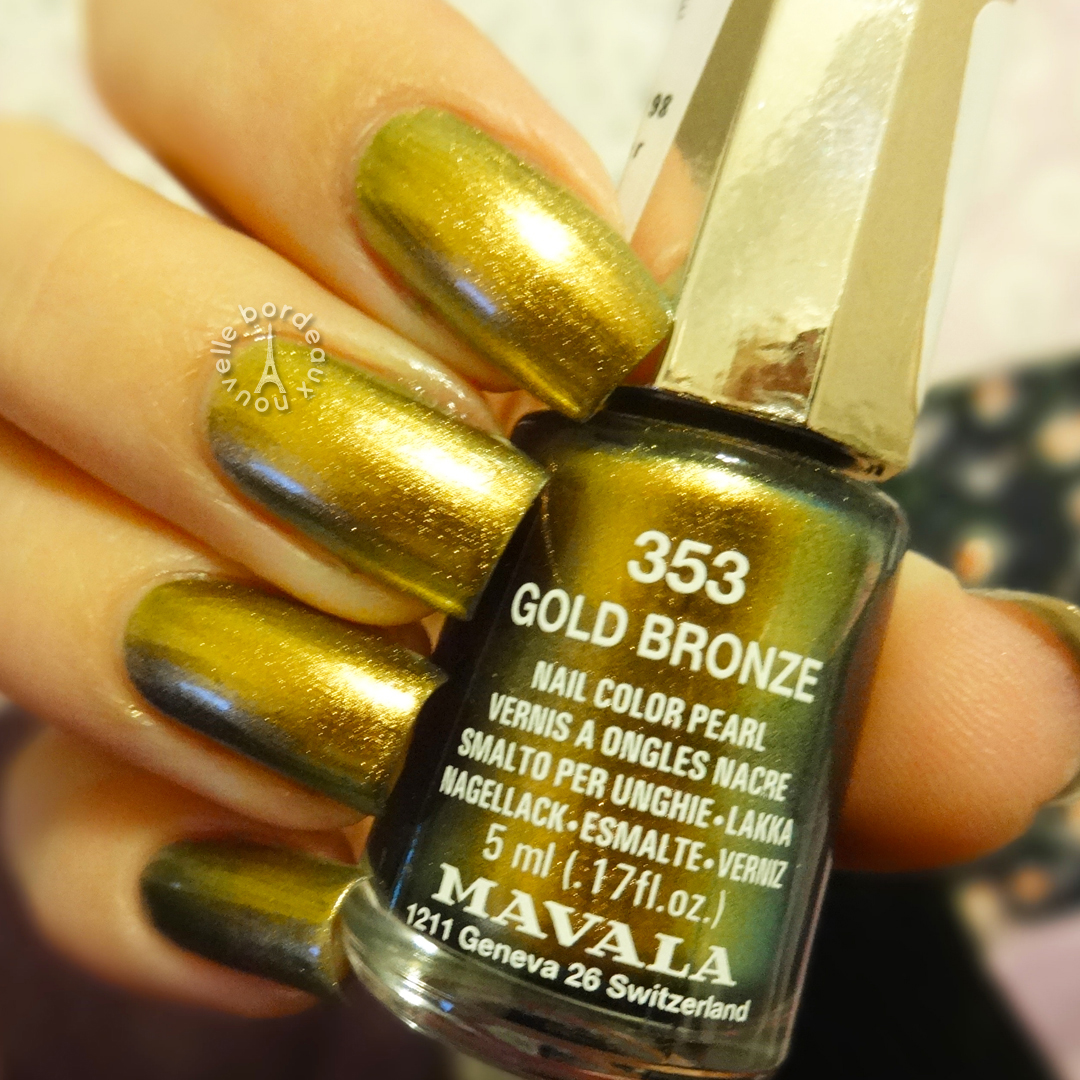 98
r
nouvelle bordeaux
353
GOLD BRONZE
NAIL COLOR PEARL
VERNIS A ONGLES NACRE
SMALTO PER UNGHIE•LAKKA
NAGELLACK•ESMALTE•VERNIZ
5 ml (.17fl.oz.)
MAVALA
1211 Geneva 26 Switzerland